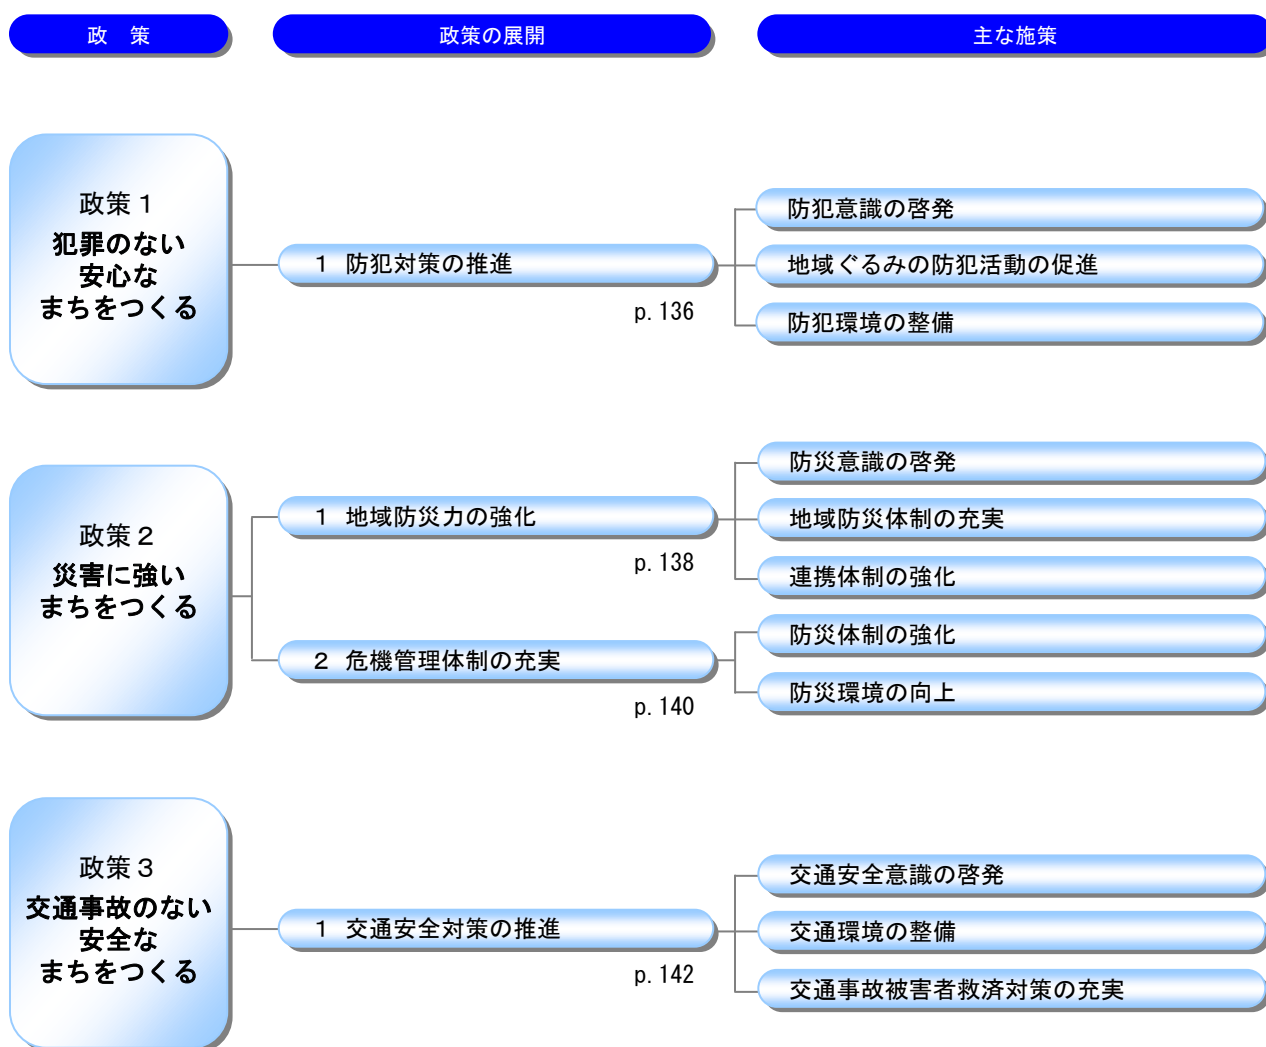 政　策
政策の展開
主な施策
政策１
犯罪のない
安心な
まちをつくる
１ 防犯対策の推進
p.136
防犯意識の啓発
地域ぐるみの防犯活動の促進
防犯環境の整備
政策２
災害に強い
まちをつくる
１ 地域防災力の強化
p.138
防災意識の啓発
地域防災体制の充実
連携体制の強化
２ 危機管理体制の充実
p.140
防災体制の強化
防災環境の向上
政策３
交通事故のない
安全な
まちをつくる
１ 交通安全対策の推進
p.142
交通安全意識の啓発
交通環境の整備
交通事故被害者救済対策の充実